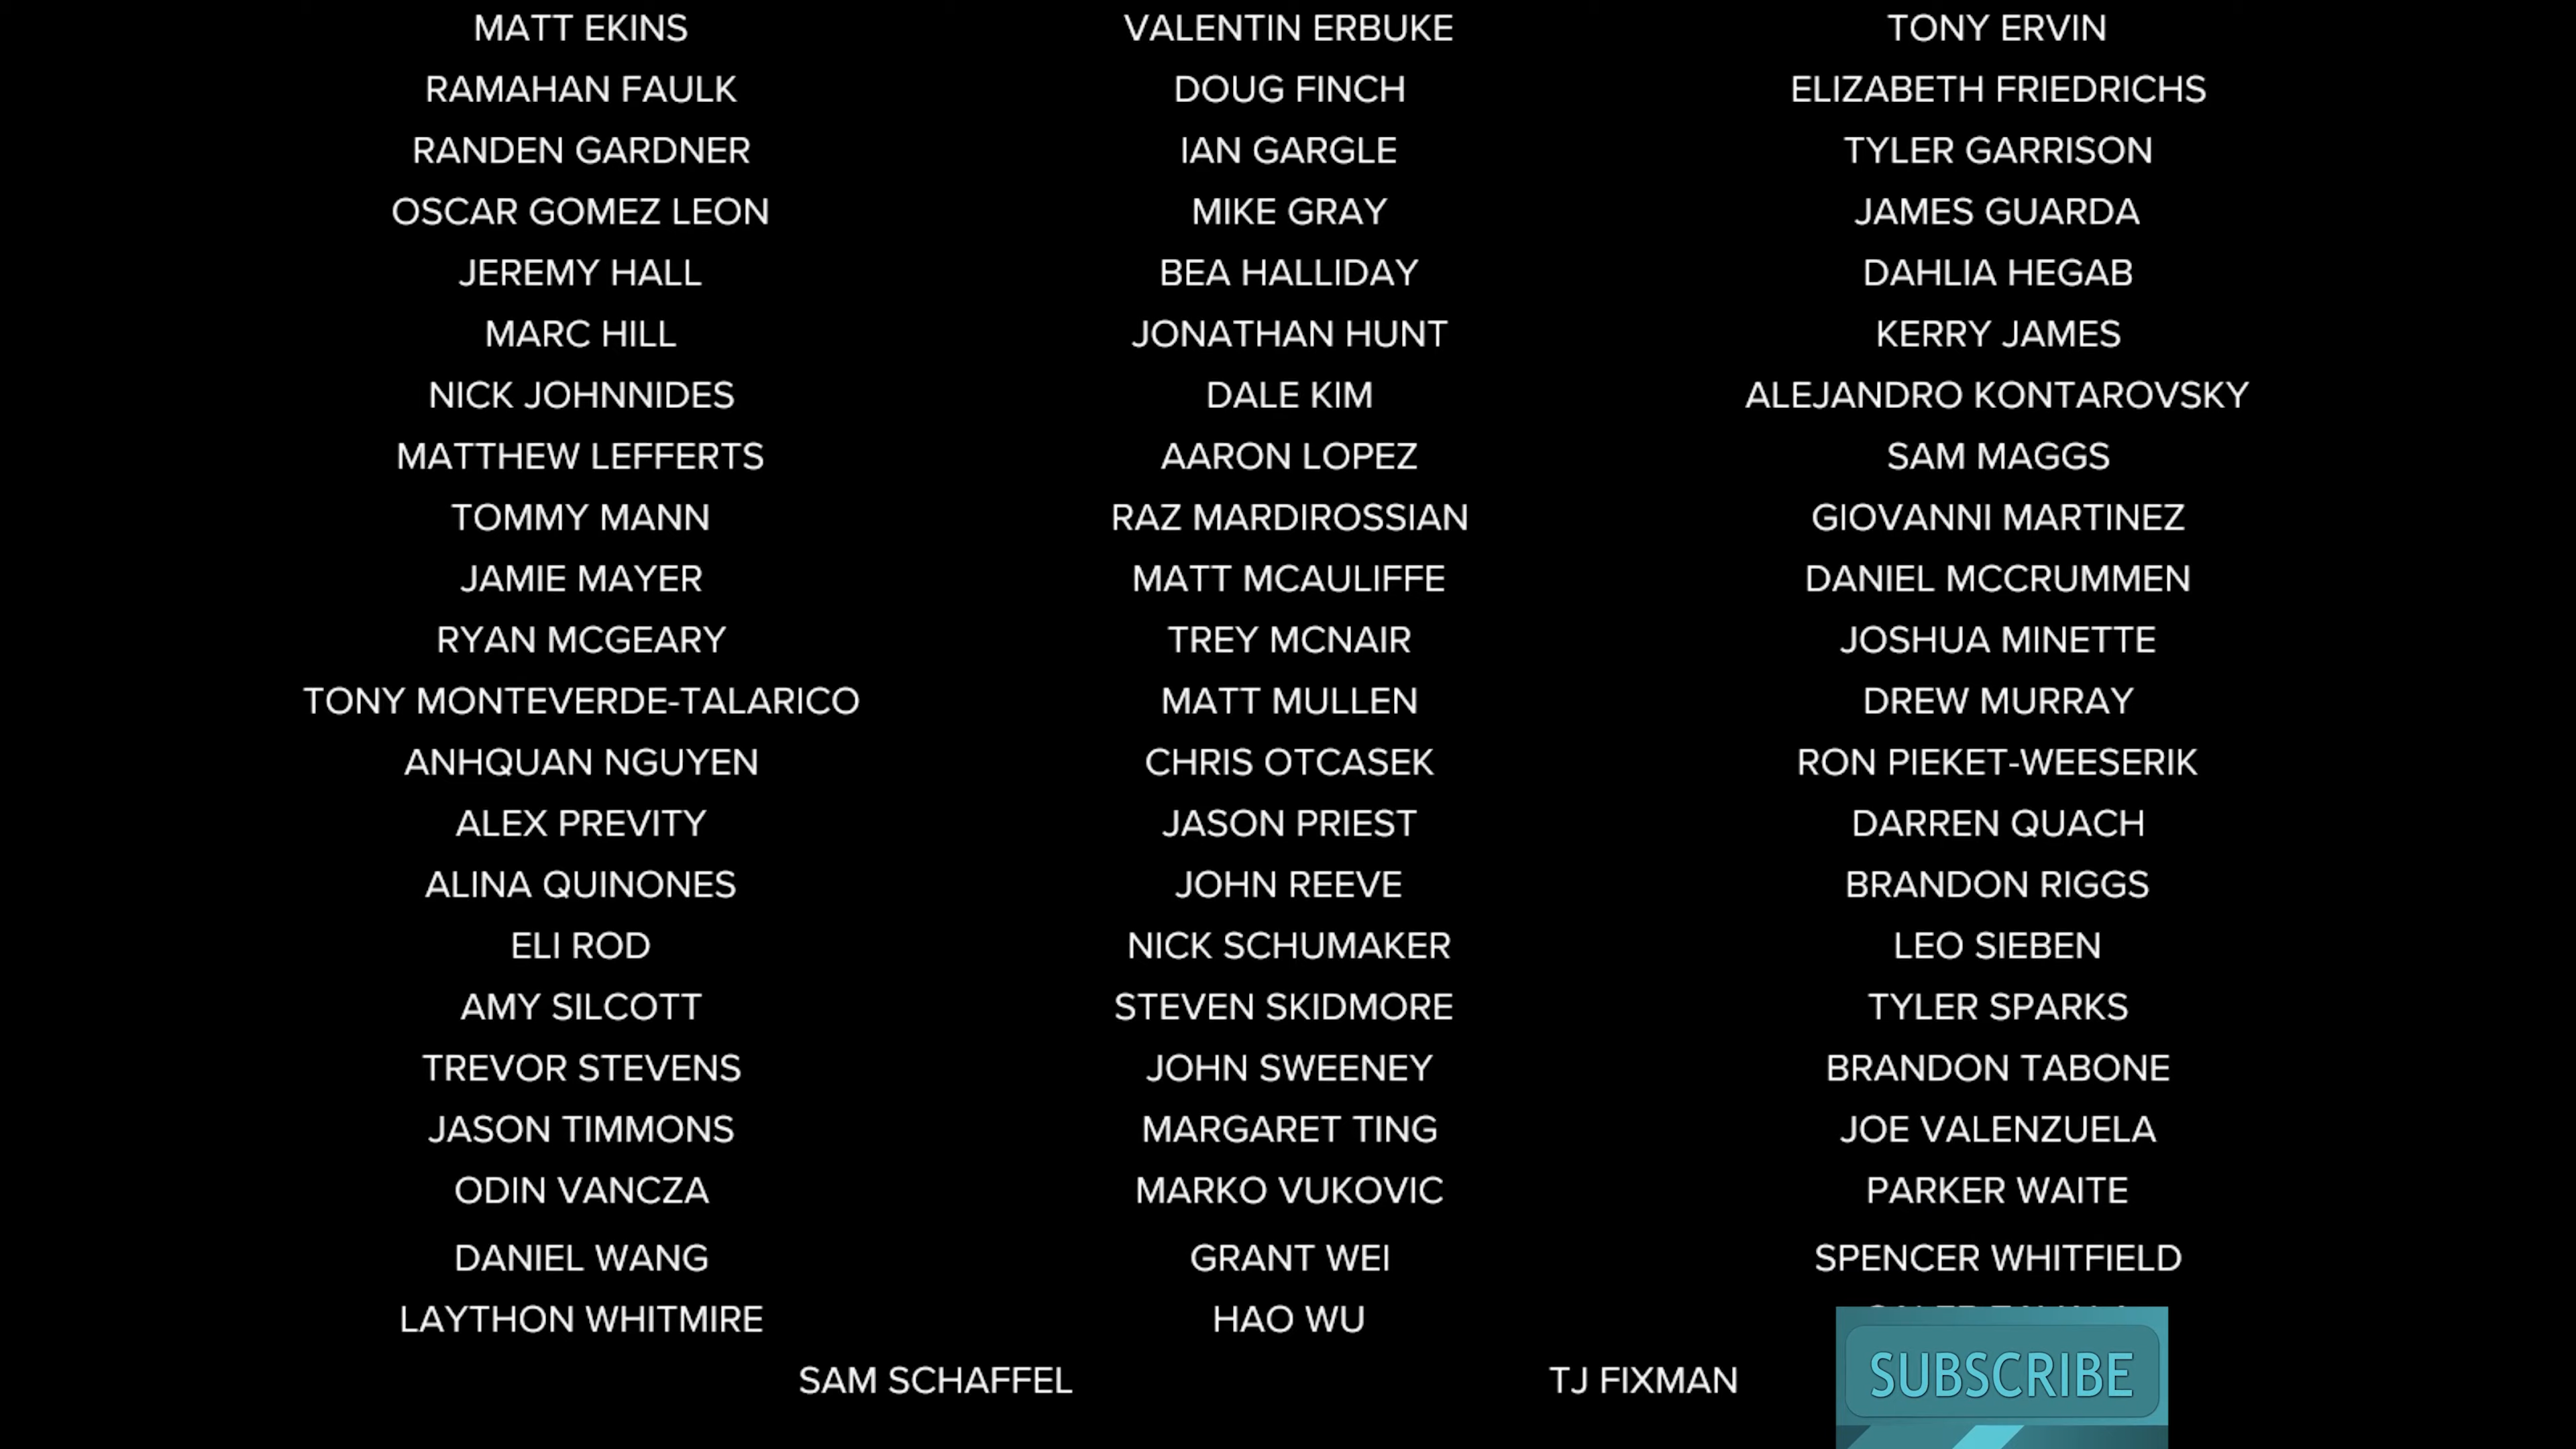 MATT EKINS VALENTIN ERBUKE TONY ERVIN
RAMAHAN FAULK DOUG FINCH ELIZABETH FRIEDRICHS
RANDEN GARDNER IAN GARGLE TYLER GARRISON
OSCAR GOMEZ LEON MIKE GRAY JAMES GUARDA
JEREMY HALL BEA HALLIDAY DAHLIA HEGAB
MARC HILL JONATHAN HUNT KERRY JAMES
NICK JOHNNIDES DALE KIM ALEJANDRO KONTAROVSKY
MATTHEW LEFFERTS AARON LOPEZ SAM MAGGS
TOMMY MANN RAZ MARDIROSSIAN GIOVANNI MARTINEZ
JAMIE MAYER MATT MCAULIFFE DANIEL MCCRUMMEN
RYAN MCGEARY TREY MCNAIR JOSHUA MINETTE
TONY MONTEVERDE-TALARICO MATT MULLEN DREW MURRAY
ANHQUAN NGUYEN CHRIS OTCASEK RON PIEKET-WEESERIK
ALEX PREVITY JASON PRIEST DARREN QUACH
ALINA QUINONES JOHN REEVE BRANDON RIGGS
ELI ROD NICK SCHUMAKER LEO SIEBEN
AMY SILCOTT STEVEN SKIDMORE TYLER SPARKS
TREVOR STEVENS JOHN SWEENEY BRANDON TABONE
JASON TIMMONS MARGARET TING JOE VALENZUELA
ODIN VANCZA MARKO VUKOVIC PARKER WAITE
DANIEL WANG GRANT WEI SPENCER WHITFIELD
LAYTHON WHITMIRE HAO WU
SAM SCHAFFEL TJ FIXMAN
SUBSCRIBE